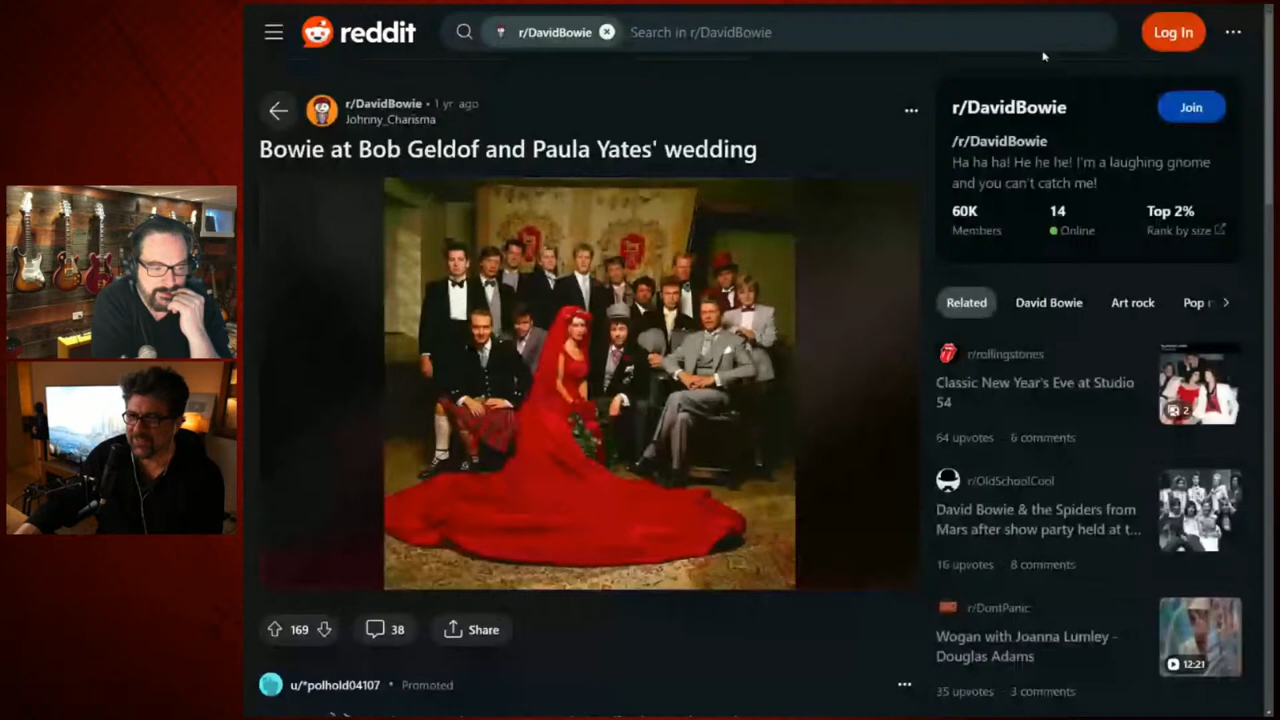 reddit
r/DavidBowie
Search in r/DavidBowie
Log In
r/DavidBowie • 1 yr ago
Johnny_Charisma
Bowie at Bob Geldof and Paula Yates' wedding
169
38
Share
u/*polhold04107 • Promoted
r/DavidBowie
Join
/r/DavidBowie
Ha ha ha! He he he! I'm a laughing gnome
and you can't catch me!
60K 14 Top 2%
Members Online Rank by size
Related David Bowie Art rock Pop
r/rollingstones
Classic New Year's Eve at Studio
54
2
64 upvotes 6 comments
r/OldSchoolCool
David Bowie & the Spiders from
Mars after show party held at t...
16 upvotes 8 comments
r/DontPanic
Wogan with Joanna Lumley -
Douglas Adams
12:21
35 upvotes 3 comments